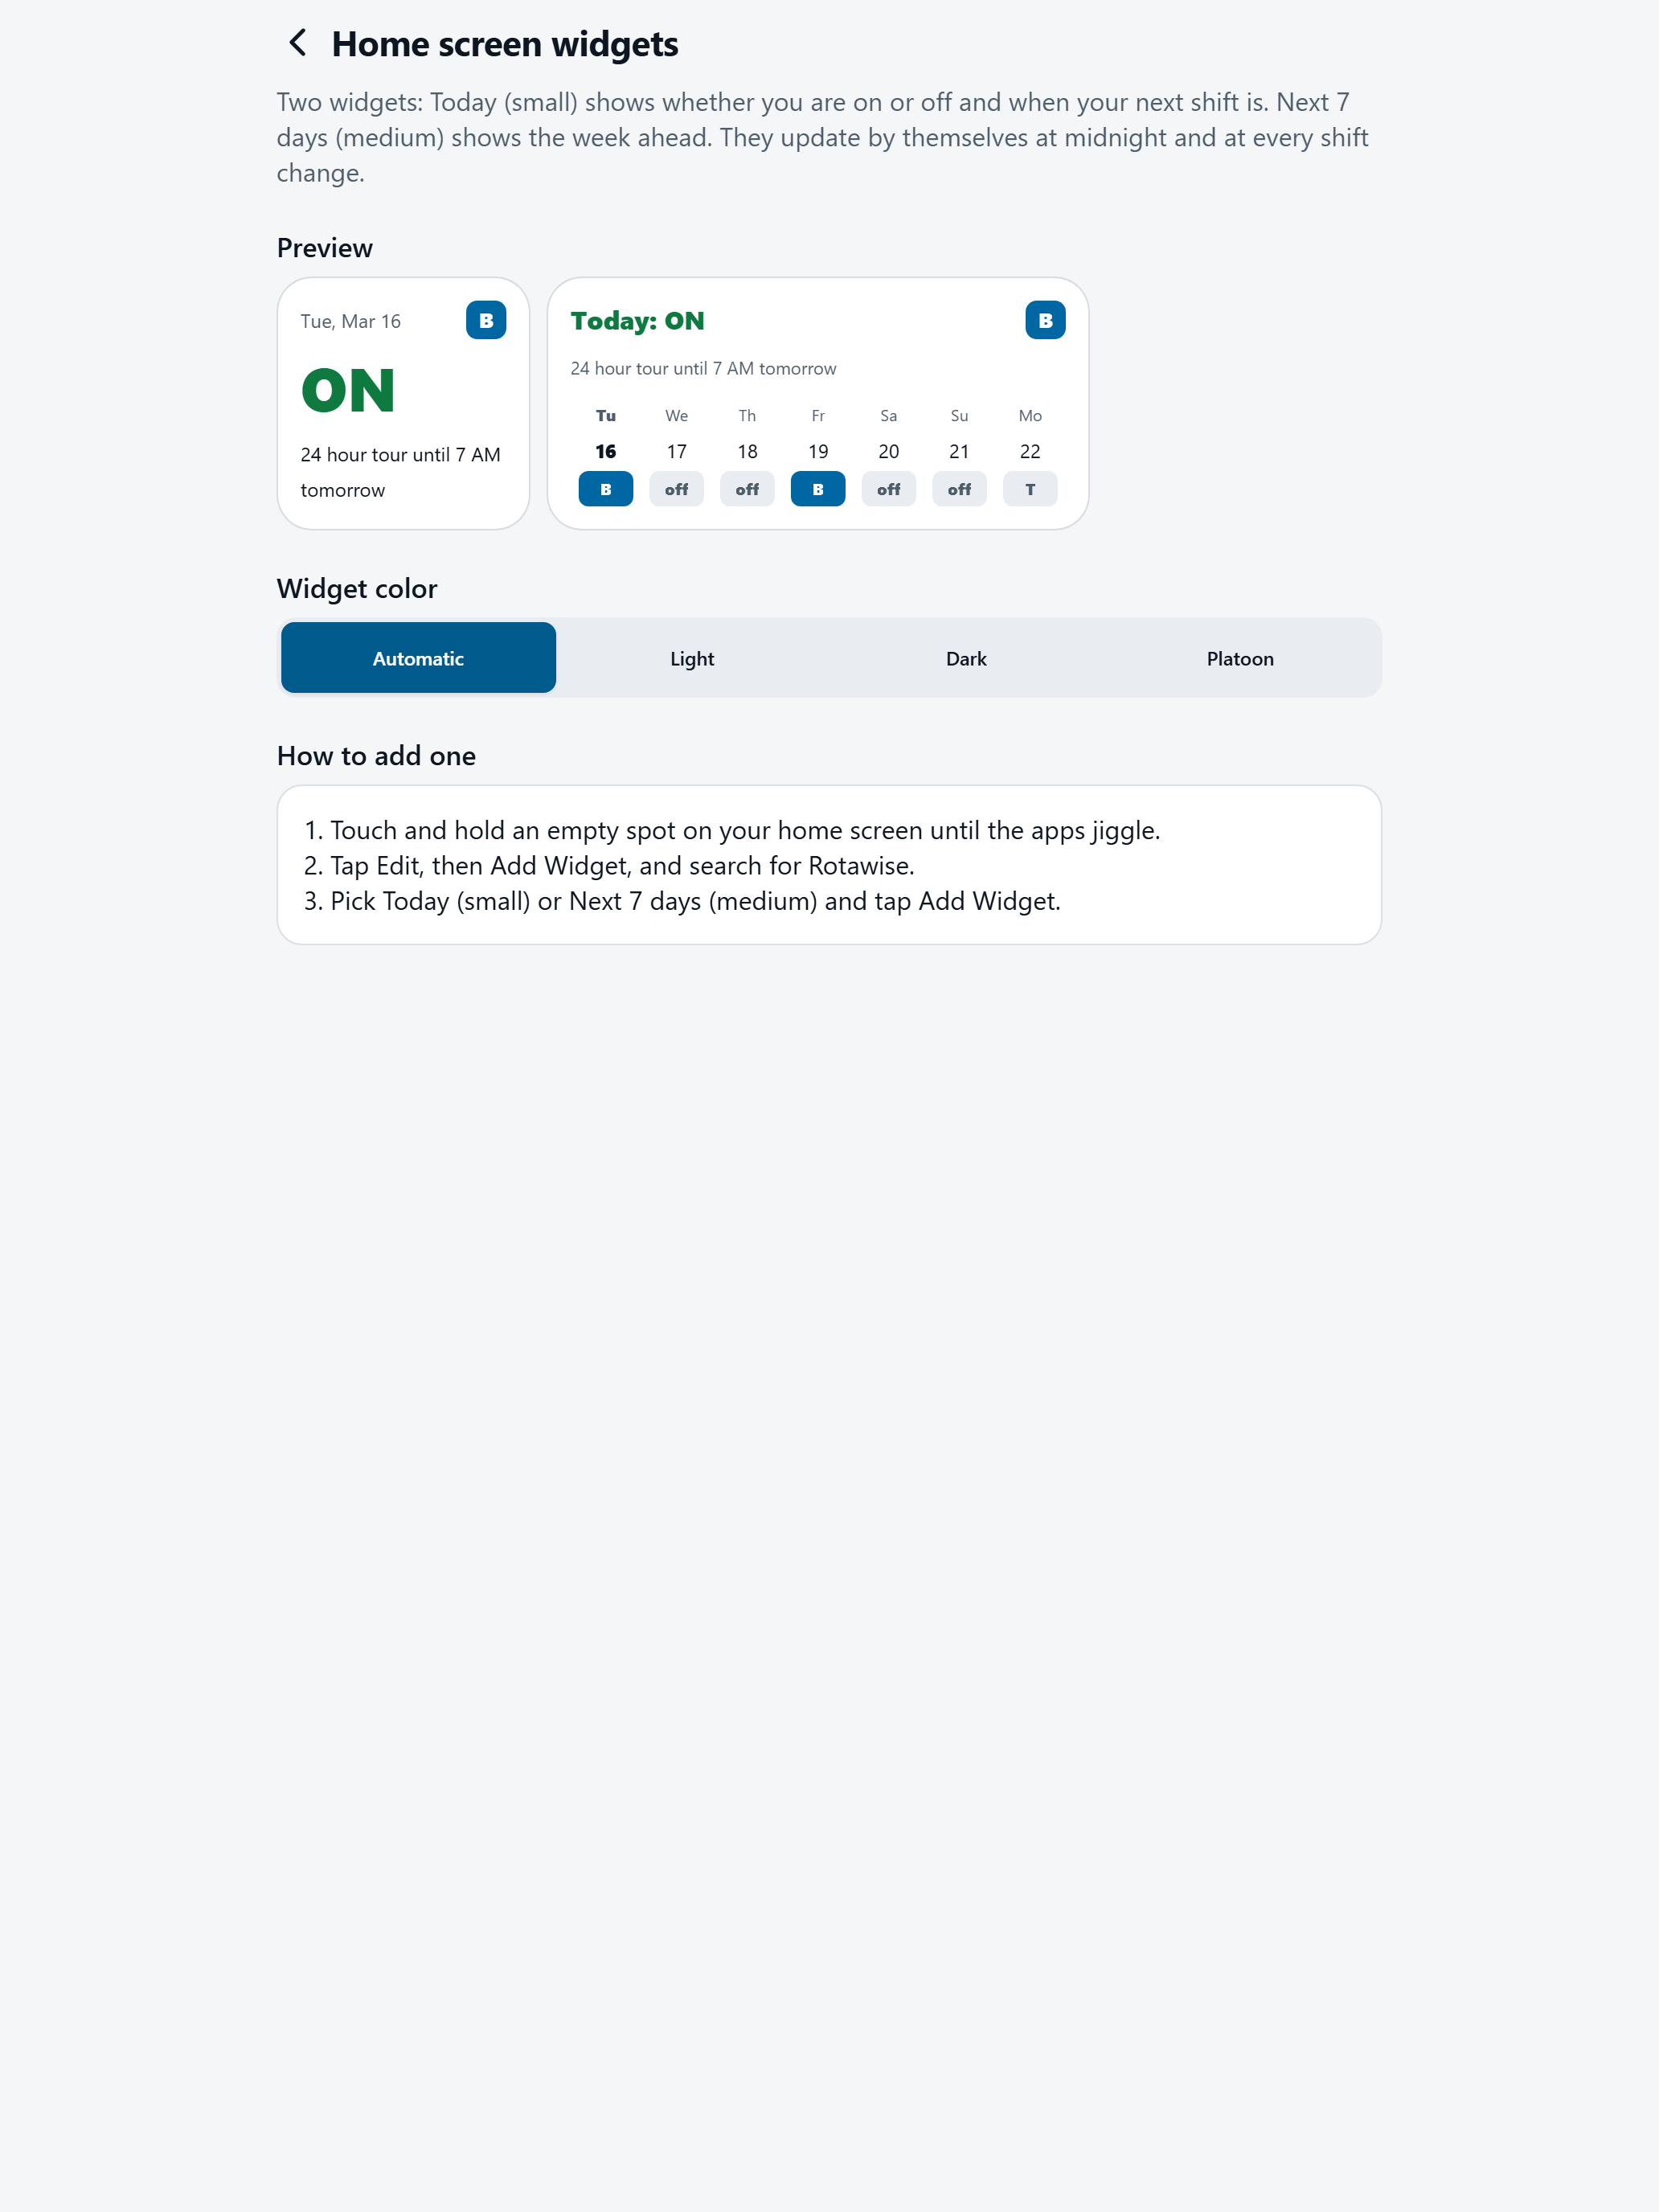 Home screen widgets
Two widgets: Today (small) shows whether you are on or off and when your next shift is. Next 7
days (medium) shows the week ahead. They update by themselves at midnight and at every shift
change.
Preview
Tue, Mar 16 B
ON
24 hour tour until 7 AM
tomorrow
Today: ON B
24 hour tour until 7 AM tomorrow
Tu We Th Fr Sa Su Mo
16 17 18 19 20 21 22
B off off B off off T
Widget color
Automatic Light Dark Platoon
How to add one
1. Touch and hold an empty spot on your home screen until the apps jiggle.
2. Tap Edit, then Add Widget, and search for Rotawise.
3. Pick Today (small) or Next 7 days (medium) and tap Add Widget.